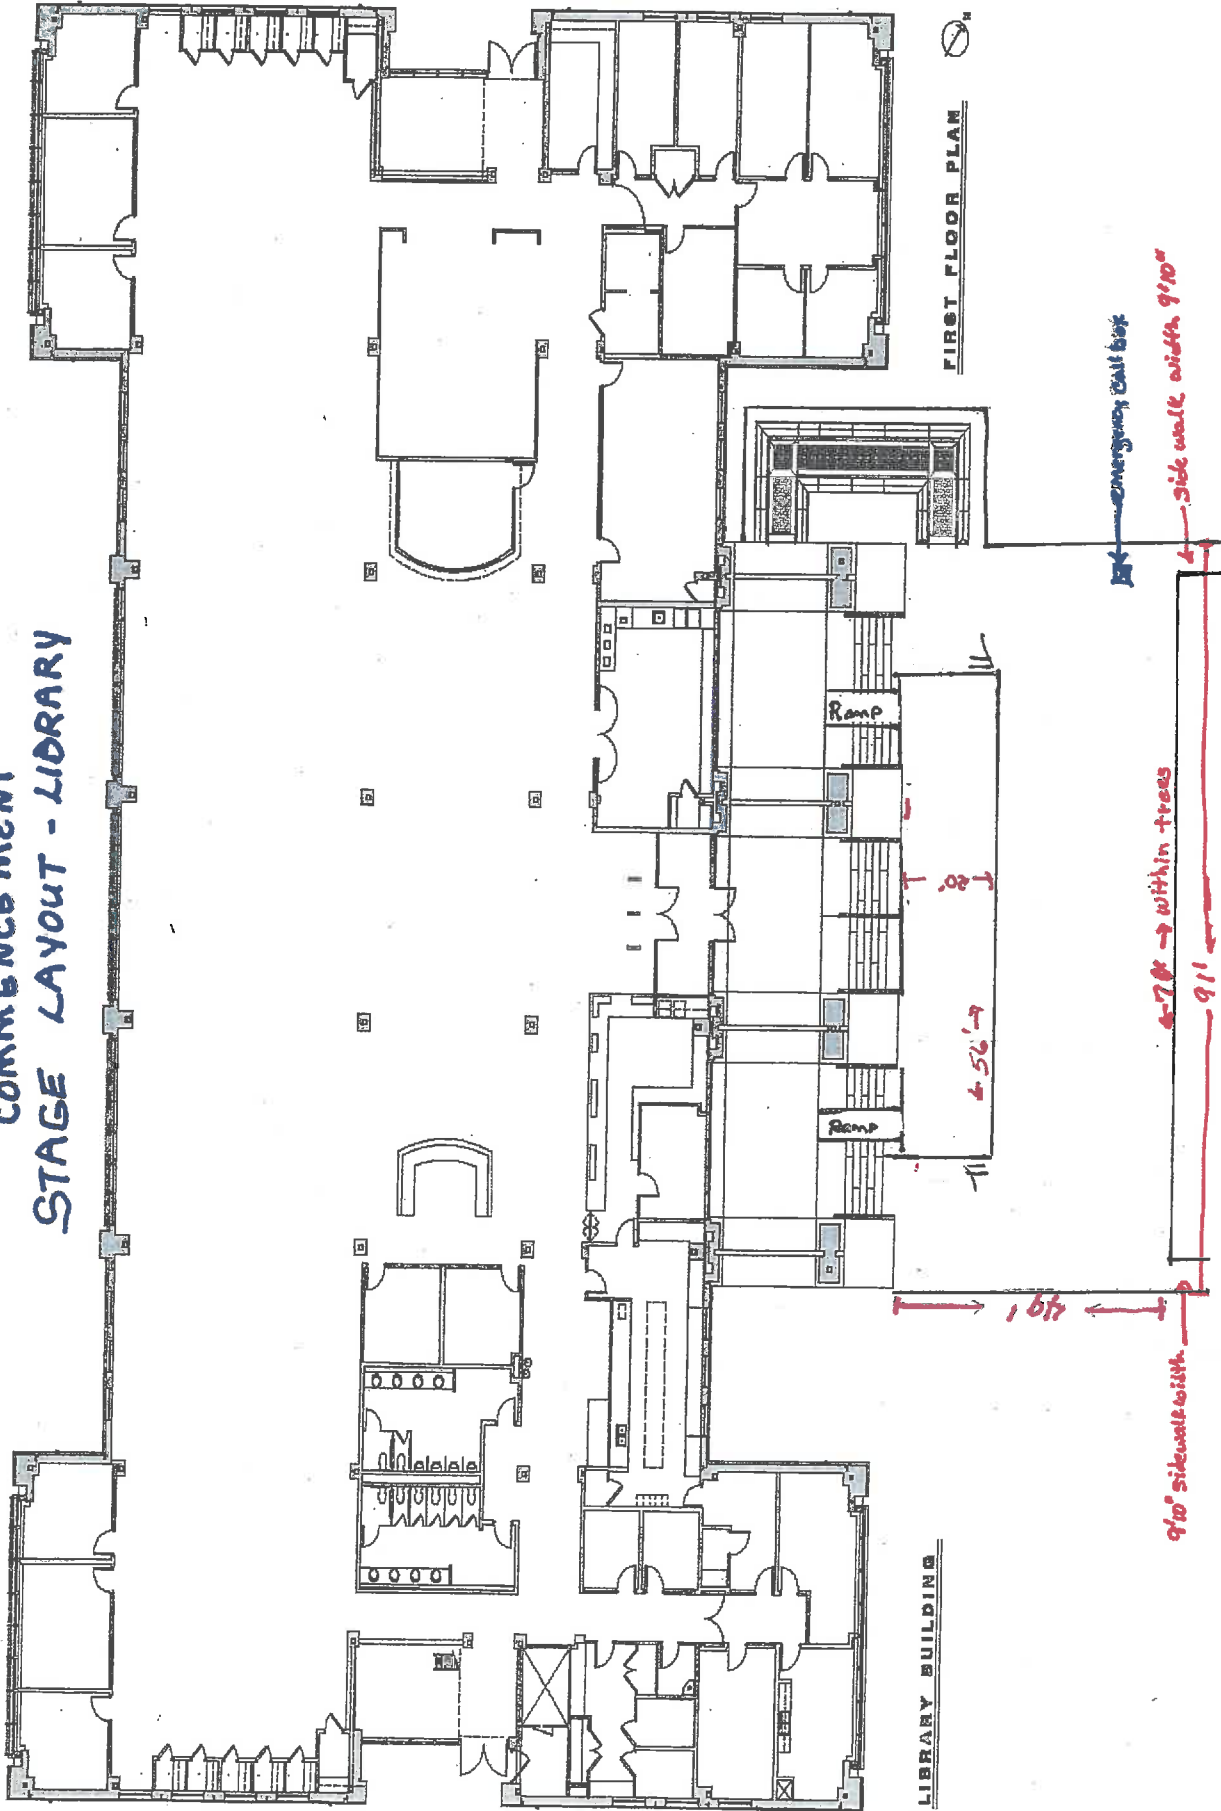 COMMENCEMENT
STAGE LAYOUT - LIBRARY
FIRST FLOOR PLAN
N
LIBRARY BUILDING
Ramp
Ramp
20'
56'
49'
within trees
91'
emergency call box
side walk width 9'10"
9'10" sidewalk width